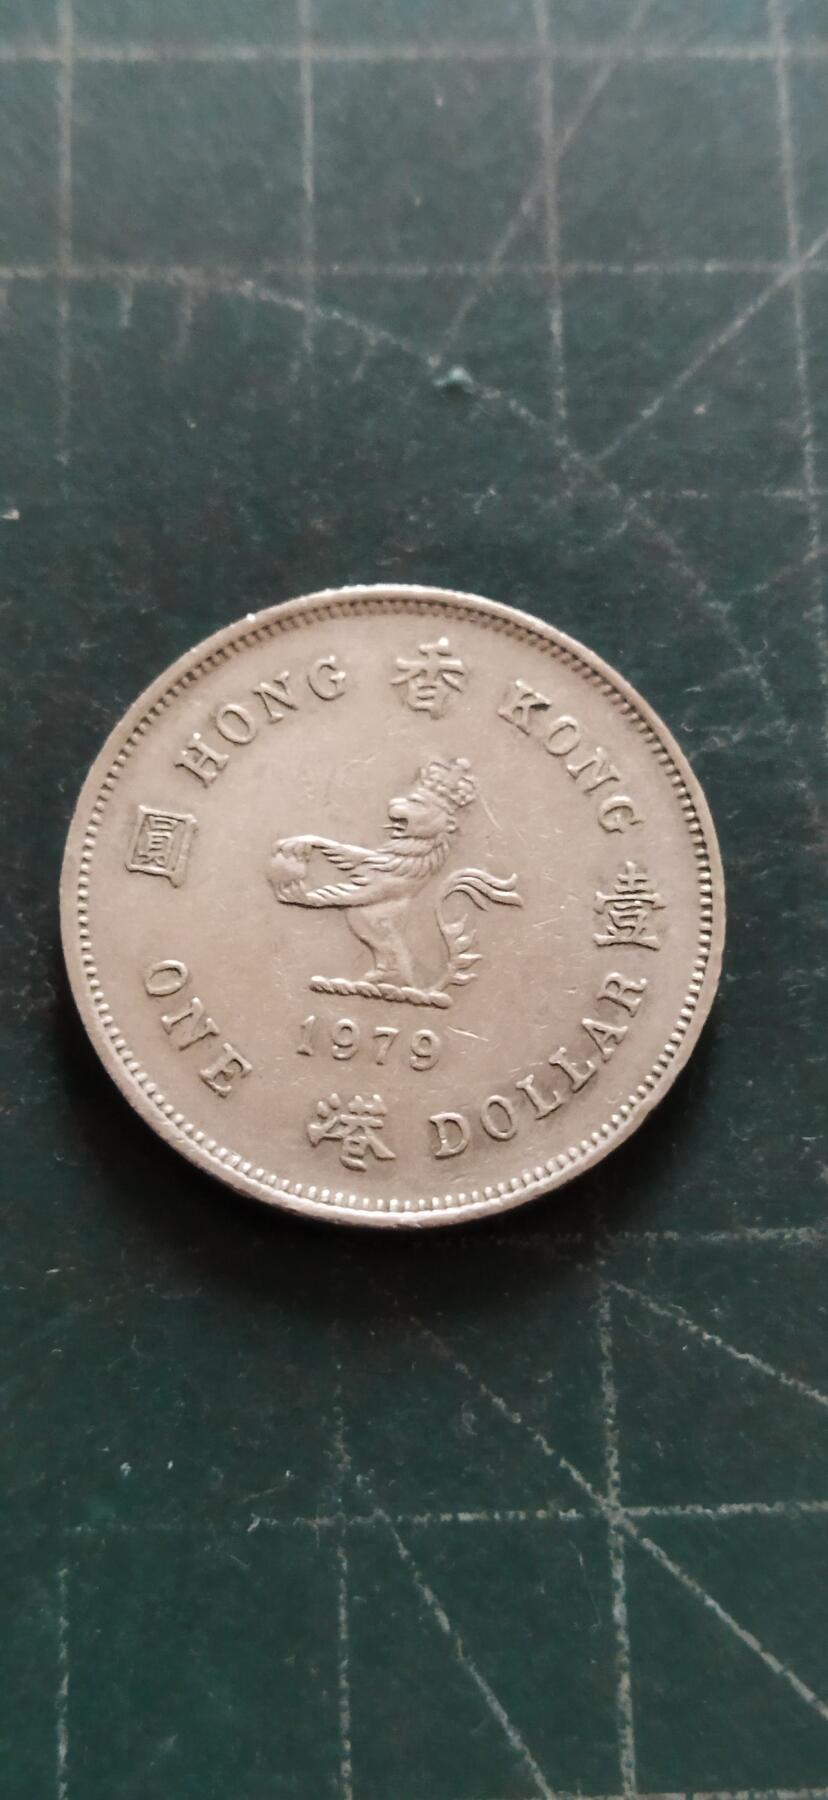 HONG KONG
香港
壹圓
1979
ONE DOLLAR